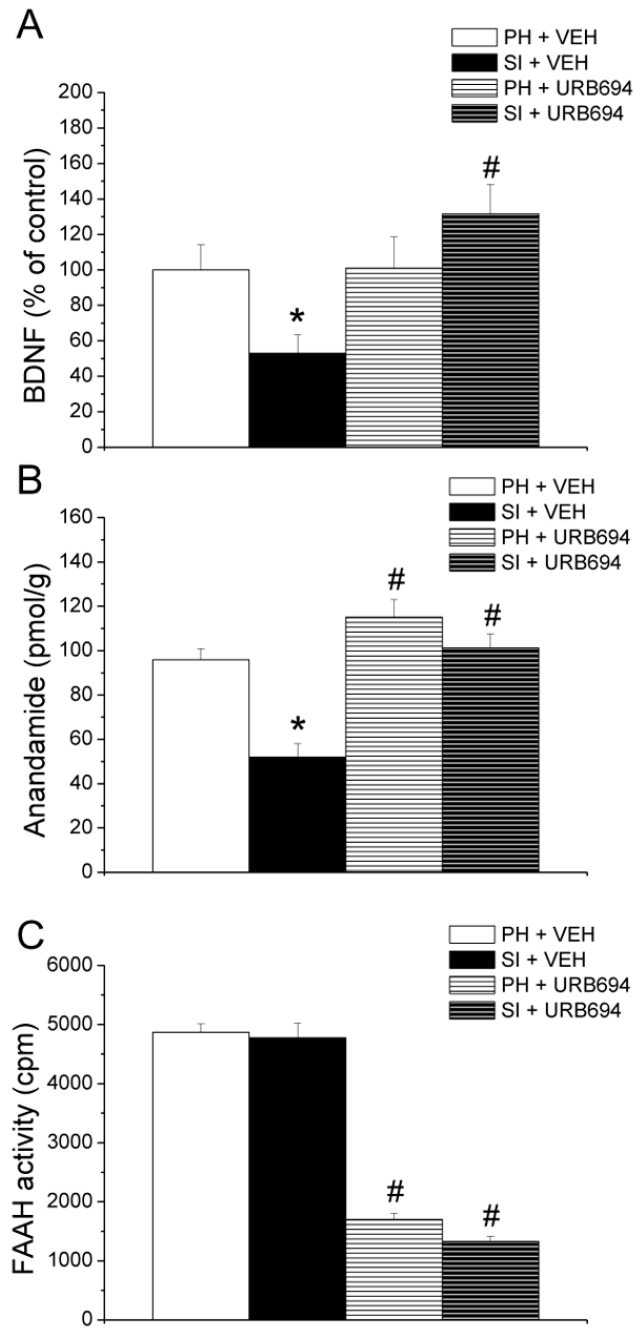 A
PH + VEH
SI + VEH
PH + URB694
SI + URB694
BDNF (% of control)
200
180
160
140
120
100
80
60
40
20
0
*
#
B
PH + VEH
SI + VEH
PH + URB694
SI + URB694
Anandamide (pmol/g)
160
140
120
100
80
60
40
20
0
*
#
#
C
PH + VEH
SI + VEH
PH + URB694
SI + URB694
FAAH activity (cpm)
6000
5000
4000
3000
2000
1000
0
#
#